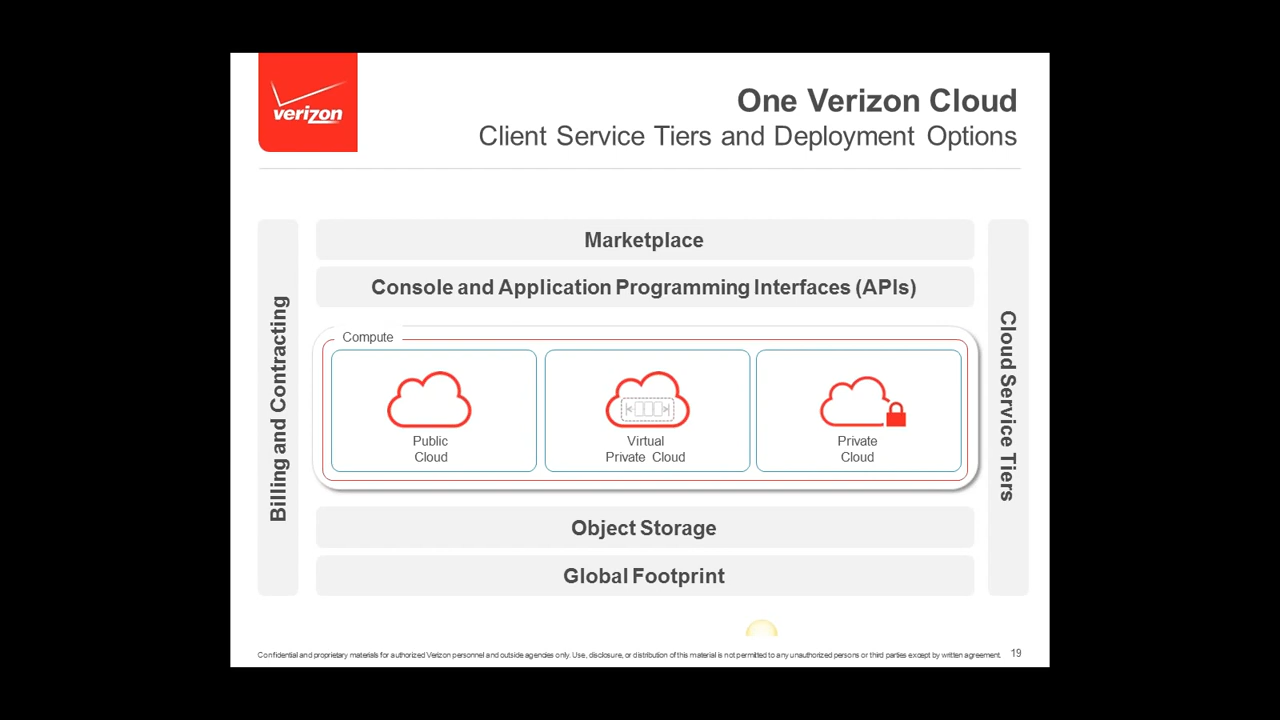 verizon
One Verizon Cloud
Client Service Tiers and Deployment Options
Billing and Contracting
Marketplace
Console and Application Programming Interfaces (APIs)
Compute
Public
Cloud
Virtual
Private Cloud
Private
Cloud
Object Storage
Global Footprint
Cloud Service Tiers
Confidential and proprietary materials for authorized Verizon personnel and outside agencies only. Use, disclosure, or distribution of this material is not permitted to any unauthorized persons or third parties except by written agreement.
19